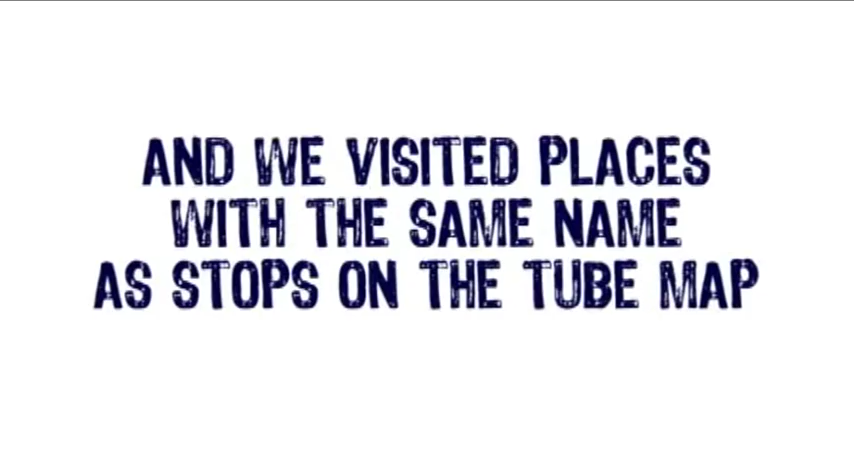 AND WE VISITED PLACES
WITH THE SAME NAME
AS STOPS ON THE TUBE MAP